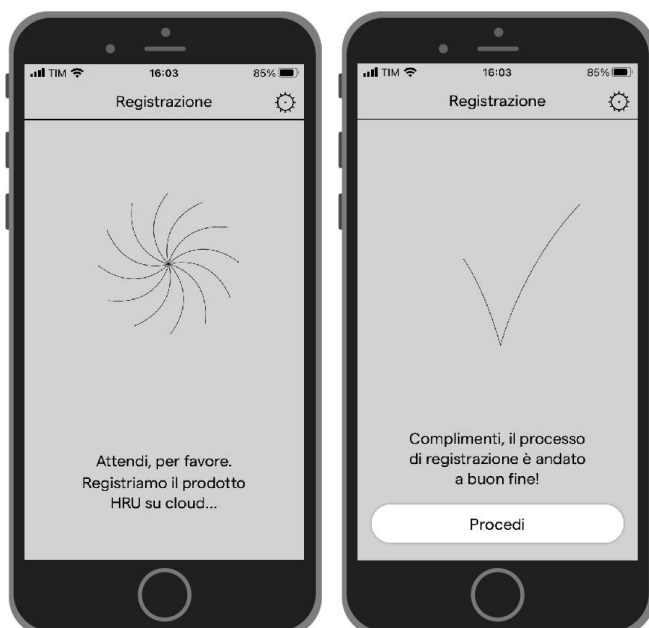 TIM 16:03 85%
Registrazione
Attendi, per favore.
Registriamo il prodotto
HRU su cloud...
TIM 16:03 85%
Registrazione
Complimenti, il processo
di registrazione è andato
a buon fine!
Procedi